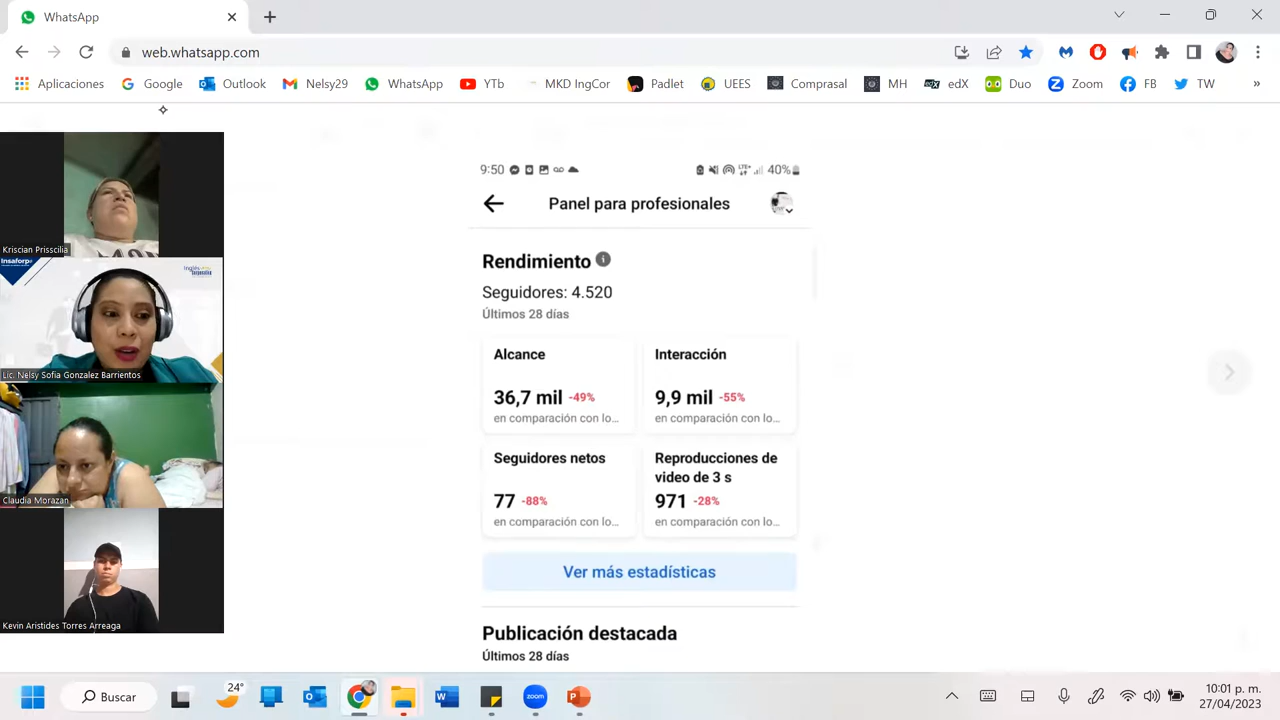 WhatsApp
web.whatsapp.com
Aplicaciones Google Outlook Nelsy29 WhatsApp YTb MKD IngCor Padlet UEES Comprasal MH edX Duo Zoom FB TW »
Kriscian Prisscilia
Insaforp
Lic. Nelsy Sofia Gonzalez Barrientos
Claudia Morazan
Kevin Aristides Torres Arreaga
9:50
LTE+ 40%
Panel para profesionales
Rendimiento
Seguidores: 4.520
Últimos 28 días
Alcance
36,7 mil -49%
en comparación con lo...
Interacción
9,9 mil -55%
en comparación con lo...
Seguidores netos
77 -88%
en comparación con lo...
Reproducciones de
video de 3 s
971 -28%
en comparación con lo...
Ver más estadísticas
Publicación destacada
Últimos 28 días
24°
Buscar
zoom
10:01 p. m.
27/04/2023